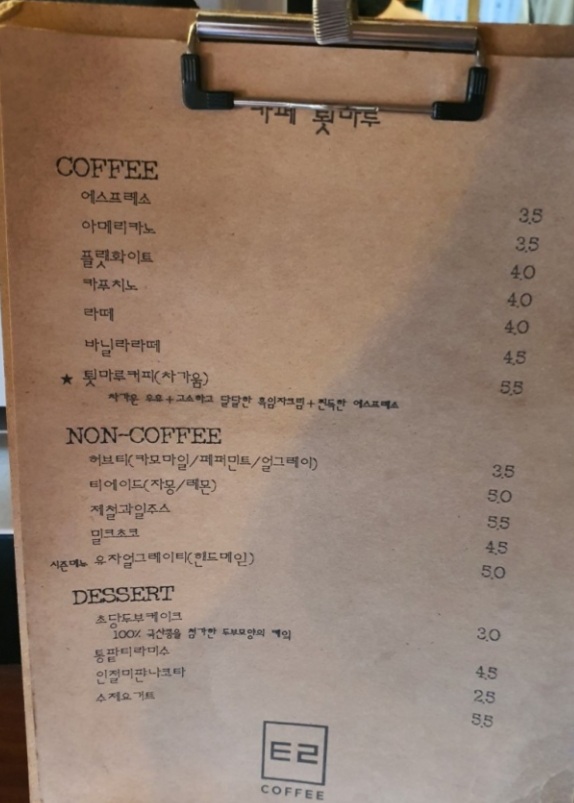 카페 툇마루
COFFEE
에스프레소 3.5
아메리카노 3.5
플랫화이트 4.0
카푸치노 4.0
라떼 4.0
바닐라라떼 4.5
★ 툇마루커피(차가움) 5.5
차가운 우유+고소하고 달달한 흑임자크림+진득한 에스프레소
NON-COFFEE
허브티(카모마일/페퍼민트/얼그레이) 3.5
티에이드(자몽/레몬) 5.0
제철과일주스 5.5
밀크초코 4.5
시즌메뉴 유자얼그레이티(핸드메인) 5.0
DESSERT
초당두부케이크 3.0
100% 국산콩을 첨가한 두부모양의 케익
통팥티라미소 4.5
인절미판나코타 2.5
수제요거트 5.5
E2
COFFEE